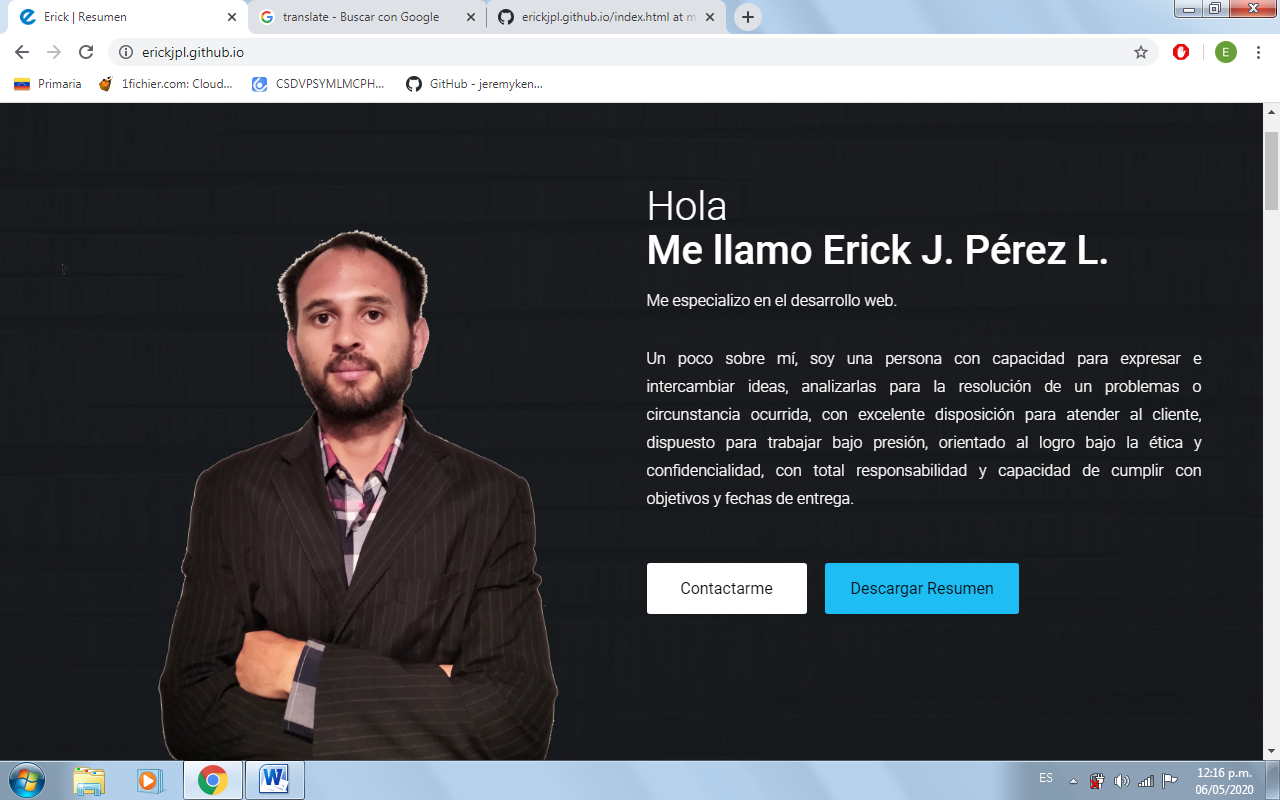 Erick | Resumen
translate - Buscar con Google
erickjpl.github.io/index.html at m
erickjpl.github.io
E
Primaria
1fichier.com: Cloud...
CSDVPSYMLMCPH...
GitHub - jeremyken...
Hola
Me llamo Erick J. Pérez L.
Me especializo en el desarrollo web.
Un poco sobre mí, soy una persona con capacidad para expresar e
intercambiar ideas, analizarlas para la resolución de un problemas o
circunstancia ocurrida, con excelente disposición para atender al cliente,
dispuesto para trabajar bajo presión, orientado al logro bajo la ética y
confidencialidad, con total responsabilidad y capacidad de cumplir con
objetivos y fechas de entrega.
Contactarme
Descargar Resumen
ES
12:16 p.m.
06/05/2020